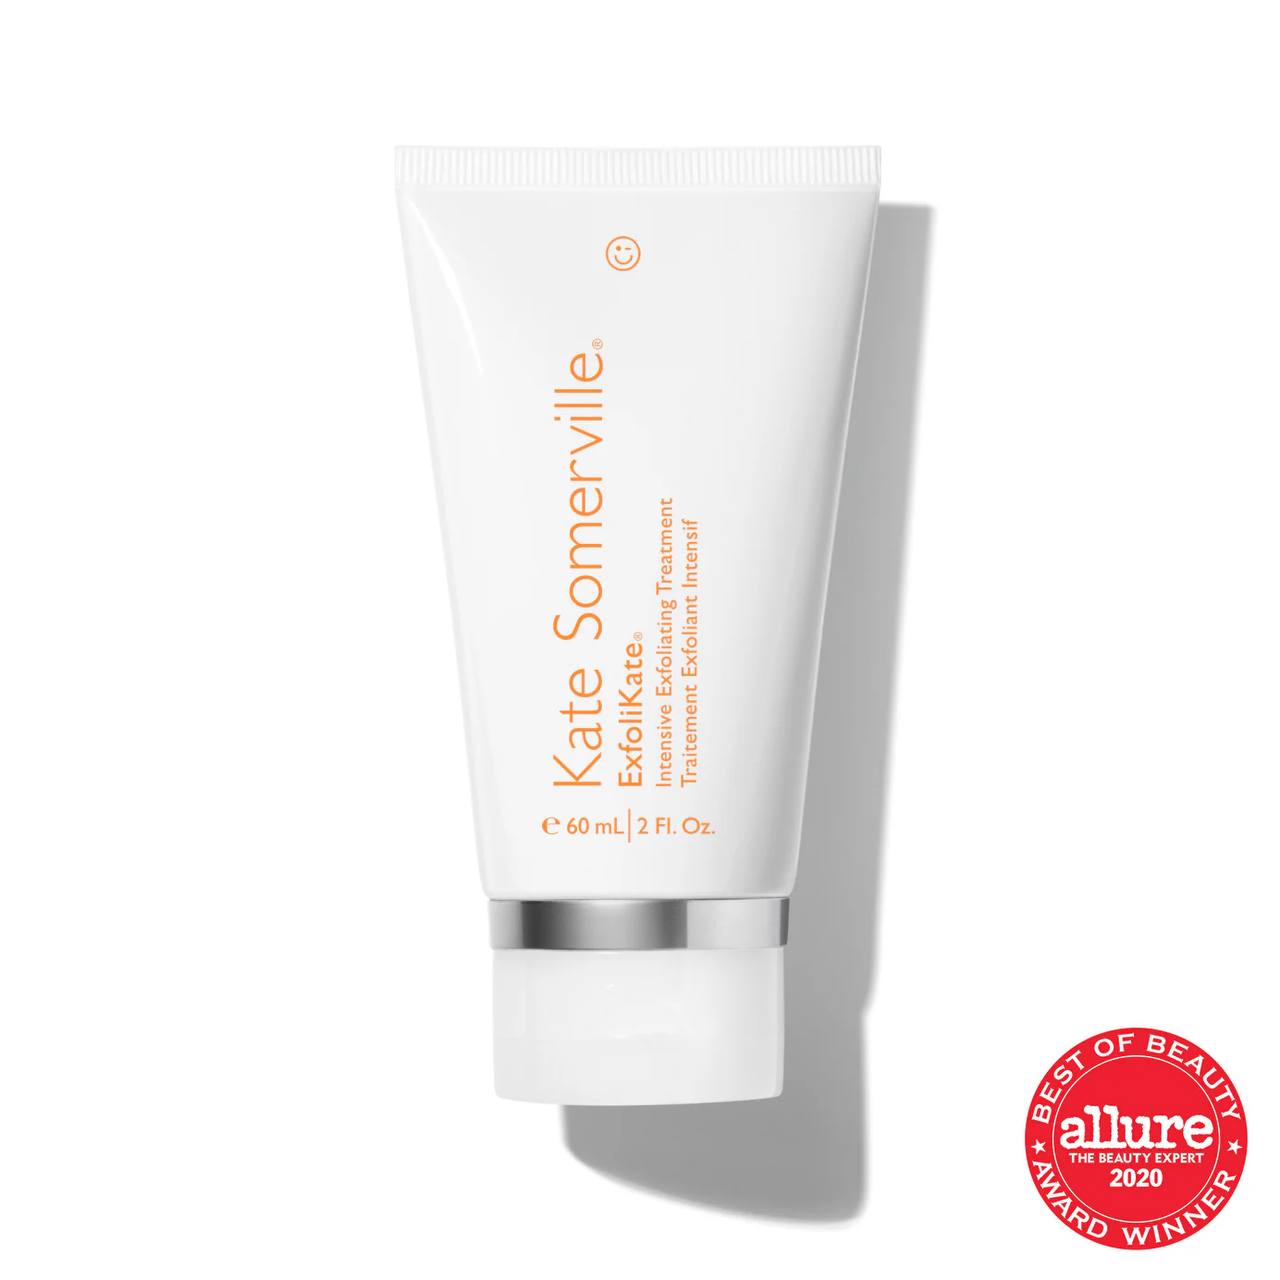 Kate Somerville®
ExfoliKate®
Intensive Exfoliating Treatment
Traitement Exfoliant Intensif
℮ 60 mL | 2 Fl. Oz.
BEST OF BEAUTY
allure
THE BEAUTY EXPERT
2020
AWARD WINNER